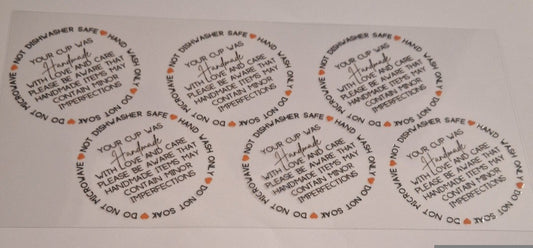 NOT DISHWASHER SAFE HAND WASH ONLY DO NOT SOAK DO NOT MICROWAVE
YOUR CUP WAS
Handmade
WITH LOVE AND CARE
PLEASE BE AWARE THAT
HANDMADE ITEMS MAY
CONTAIN MINOR
IMPERFECTIONS
NOT DISHWASHER SAFE HAND WASH ONLY DO NOT SOAK DO NOT MICROWAVE
YOUR CUP WAS
Handmade
WITH LOVE AND CARE
PLEASE BE AWARE THAT
HANDMADE ITEMS MAY
CONTAIN MINOR
IMPERFECTIONS
NOT DISHWASHER SAFE HAND WASH ONLY DO NOT SOAK DO NOT MICROWAVE
YOUR CUP WAS
Handmade
WITH LOVE AND CARE
PLEASE BE AWARE THAT
HANDMADE ITEMS MAY
CONTAIN MINOR
IMPERFECTIONS
NOT DISHWASHER SAFE HAND WASH ONLY DO NOT SOAK DO NOT MICROWAVE
YOUR CUP WAS
Handmade
WITH LOVE AND CARE
PLEASE BE AWARE THAT
HANDMADE ITEMS MAY
CONTAIN MINOR
IMPERFECTIONS
NOT DISHWASHER SAFE HAND WASH ONLY DO NOT SOAK DO NOT MICROWAVE
YOUR CUP WAS
Handmade
WITH LOVE AND CARE
PLEASE BE AWARE THAT
HANDMADE ITEMS MAY
CONTAIN MINOR
IMPERFECTIONS
NOT DISHWASHER SAFE HAND WASH ONLY DO NOT SOAK DO NOT MICROWAVE
YOUR CUP WAS
Handmade
WITH LOVE AND CARE
PLEASE BE AWARE THAT
HANDMADE ITEMS MAY
CONTAIN MINOR
IMPERFECTIONS